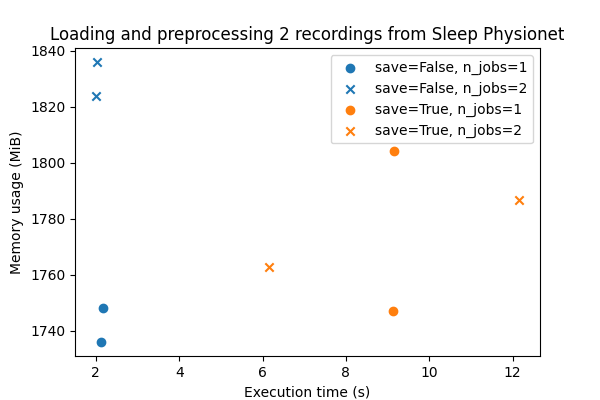 Loading and preprocessing 2 recordings from Sleep Physionet
save=False, n_jobs=1
save=False, n_jobs=2
save=True, n_jobs=1
save=True, n_jobs=2
Memory usage (MiB)
1840
1820
1800
1780
1760
1740
2 4 6 8 10 12
Execution time (s)